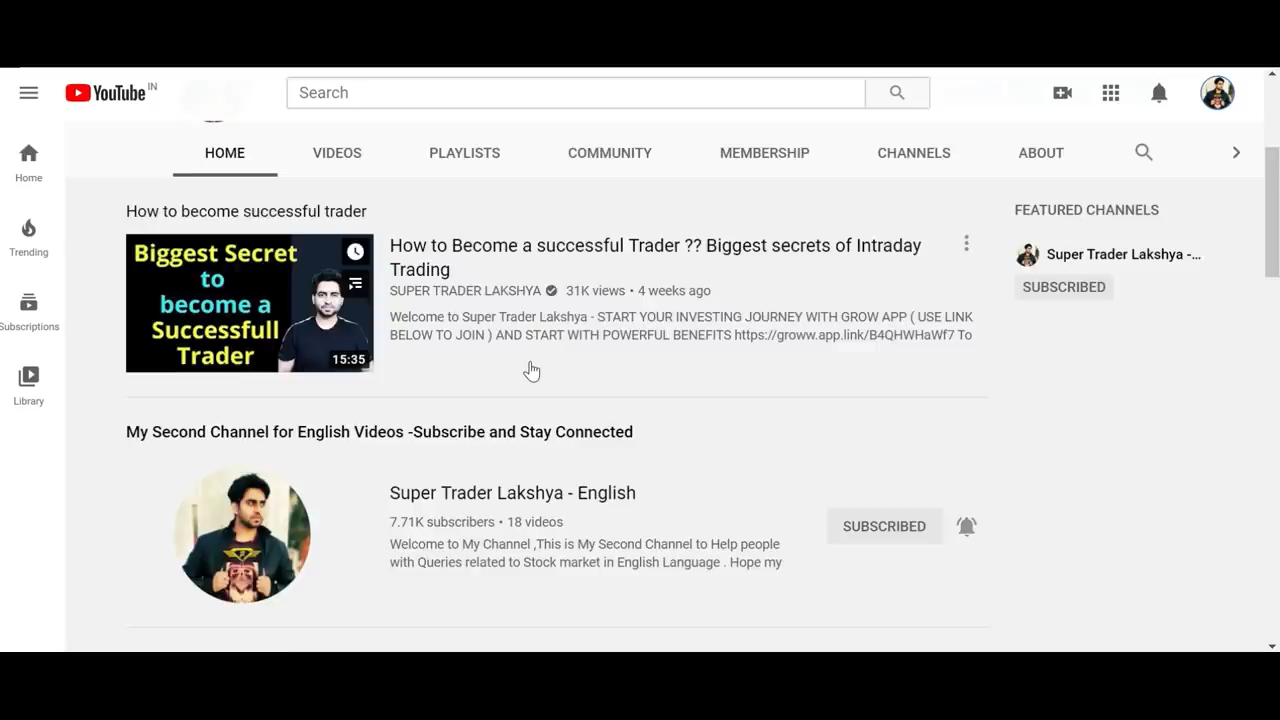 YouTube IN
Search
Home
Trending
Subscriptions
Library
HOME VIDEOS PLAYLISTS COMMUNITY MEMBERSHIP CHANNELS ABOUT
How to become successful trader
Biggest Secret
to
become a
Successfull
Trader
15:35
How to Become a successful Trader ?? Biggest secrets of Intraday
Trading
SUPER TRADER LAKSHYA 31K views • 4 weeks ago
Welcome to Super Trader Lakshya - START YOUR INVESTING JOURNEY WITH GROW APP ( USE LINK
BELOW TO JOIN ) AND START WITH POWERFUL BENEFITS https://groww.app.link/B4QHWHaWf7 To
FEATURED CHANNELS
Super Trader Lakshya -...
SUBSCRIBED
My Second Channel for English Videos -Subscribe and Stay Connected
Super Trader Lakshya - English
7.71K subscribers • 18 videos
Welcome to My Channel ,This is My Second Channel to Help people
with Queries related to Stock market in English Language . Hope my
SUBSCRIBED